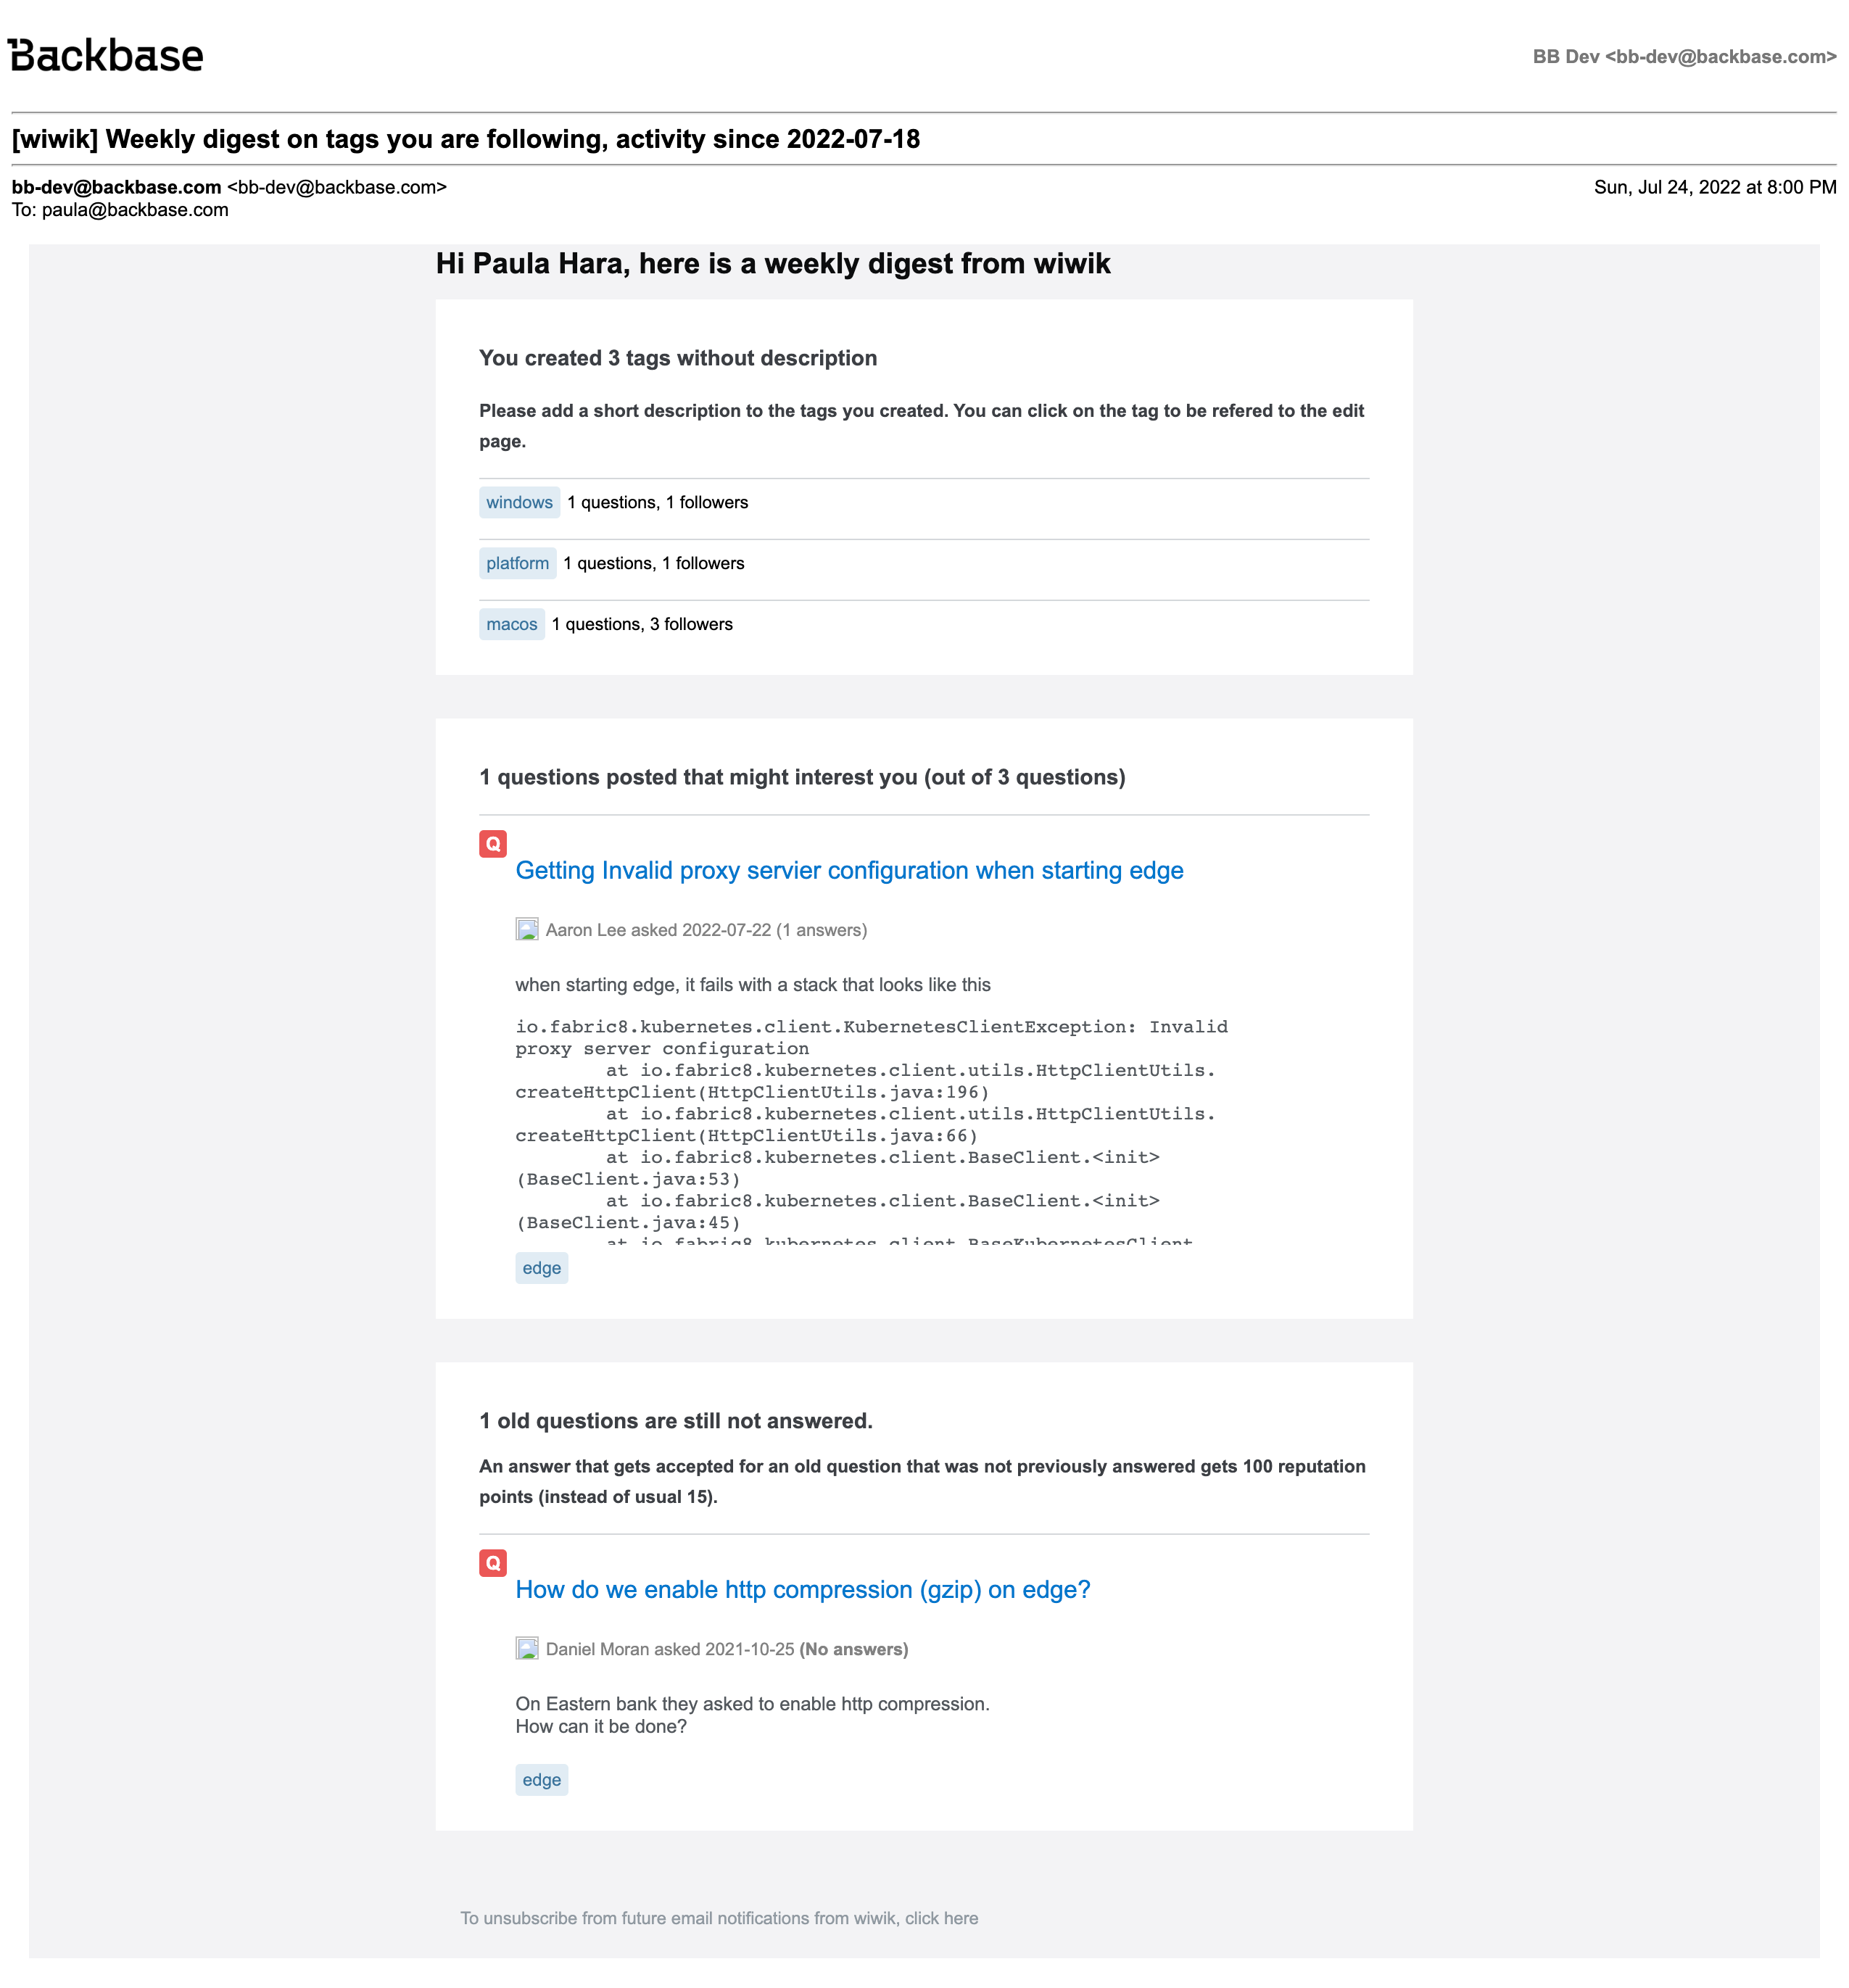 Backbase
BB Dev <bb-dev@backbase.com>
[wiwik] Weekly digest on tags you are following, activity since 2022-07-18
bb-dev@backbase.com <bb-dev@backbase.com>
Sun, Jul 24, 2022 at 8:00 PM
To: paula@backbase.com
Hi Paula Hara, here is a weekly digest from wiwik
You created 3 tags without description
Please add a short description to the tags you created. You can click on the tag to be refered to the edit
page.
windows 1 questions, 1 followers
platform 1 questions, 1 followers
macos 1 questions, 3 followers
1 questions posted that might interest you (out of 3 questions)
Q
Getting Invalid proxy servier configuration when starting edge
Aaron Lee asked 2022-07-22 (1 answers)
when starting edge, it fails with a stack that looks like this
io.fabric8.kubernetes.client.KubernetesClientException: Invalid
proxy server configuration
at io.fabric8.kubernetes.client.utils.HttpClientUtils.
createHttpClient(HttpClientUtils.java:196)
at io.fabric8.kubernetes.client.utils.HttpClientUtils.
createHttpClient(HttpClientUtils.java:66)
at io.fabric8.kubernetes.client.BaseClient.<init>
(BaseClient.java:53)
at io.fabric8.kubernetes.client.BaseClient.<init>
(BaseClient.java:45)
at io.fabric8.kubernetes.client.BaseKubernetesClient.
edge
1 old questions are still not answered.
An answer that gets accepted for an old question that was not previously answered gets 100 reputation
points (instead of usual 15).
Q
How do we enable http compression (gzip) on edge?
Daniel Moran asked 2021-10-25 (No answers)
On Eastern bank they asked to enable http compression.
How can it be done?
edge
To unsubscribe from future email notifications from wiwik, click here